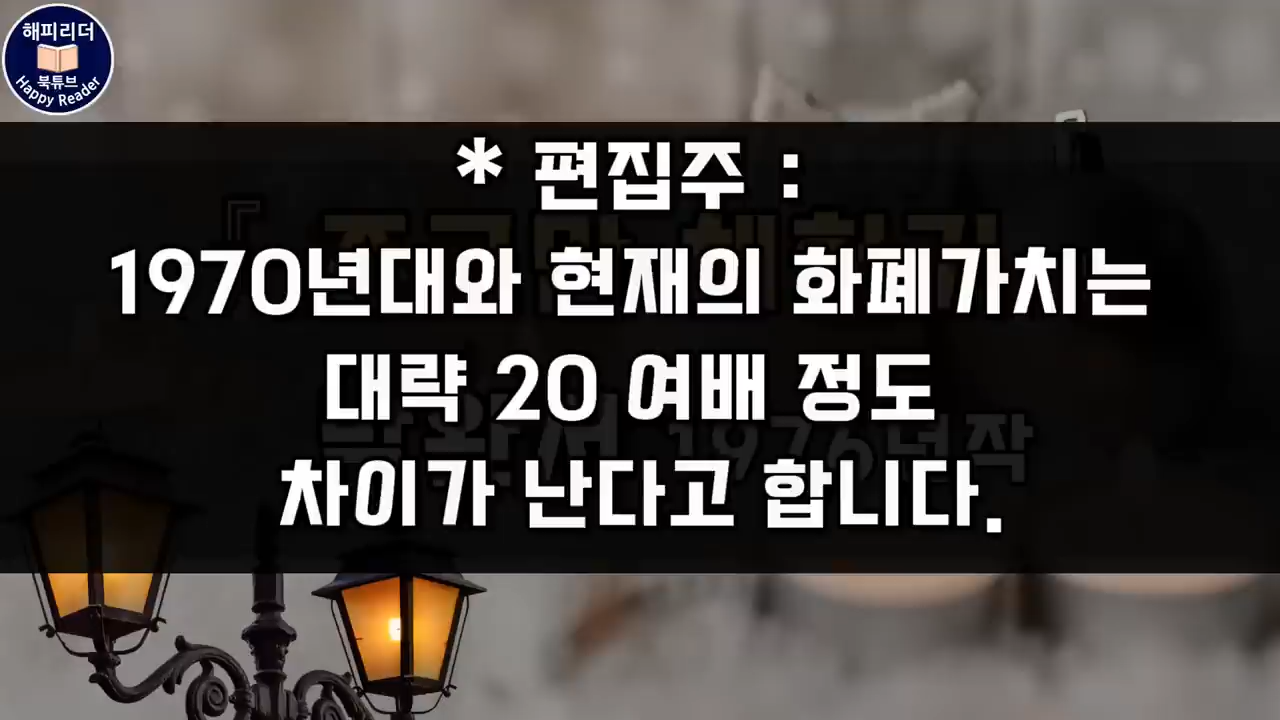 해피리더
북튜브
Happy Reader
* 편집주 :
1970년대와 현재의 화폐가치는
대략 20 여배 정도
차이가 난다고 합니다.